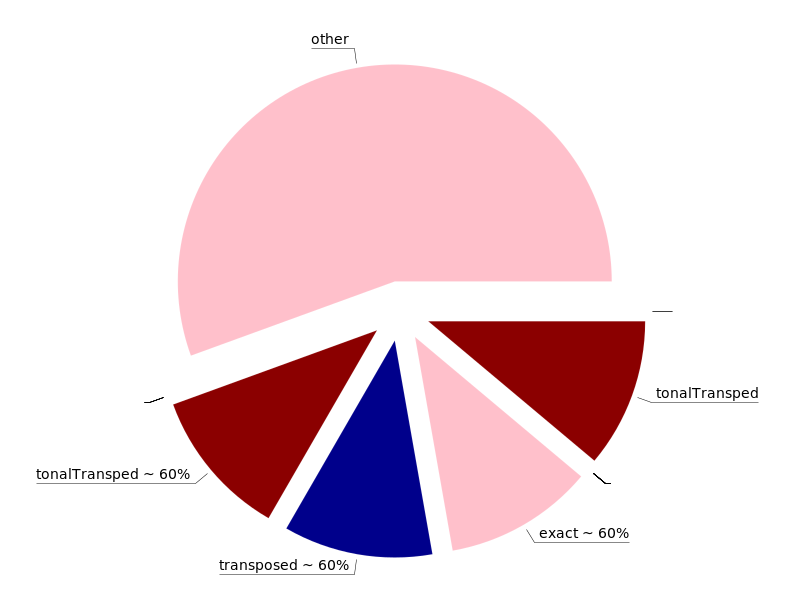 other
tonalTransped
tonalTransped ~ 60%
exact ~ 60%
transposed ~ 60%